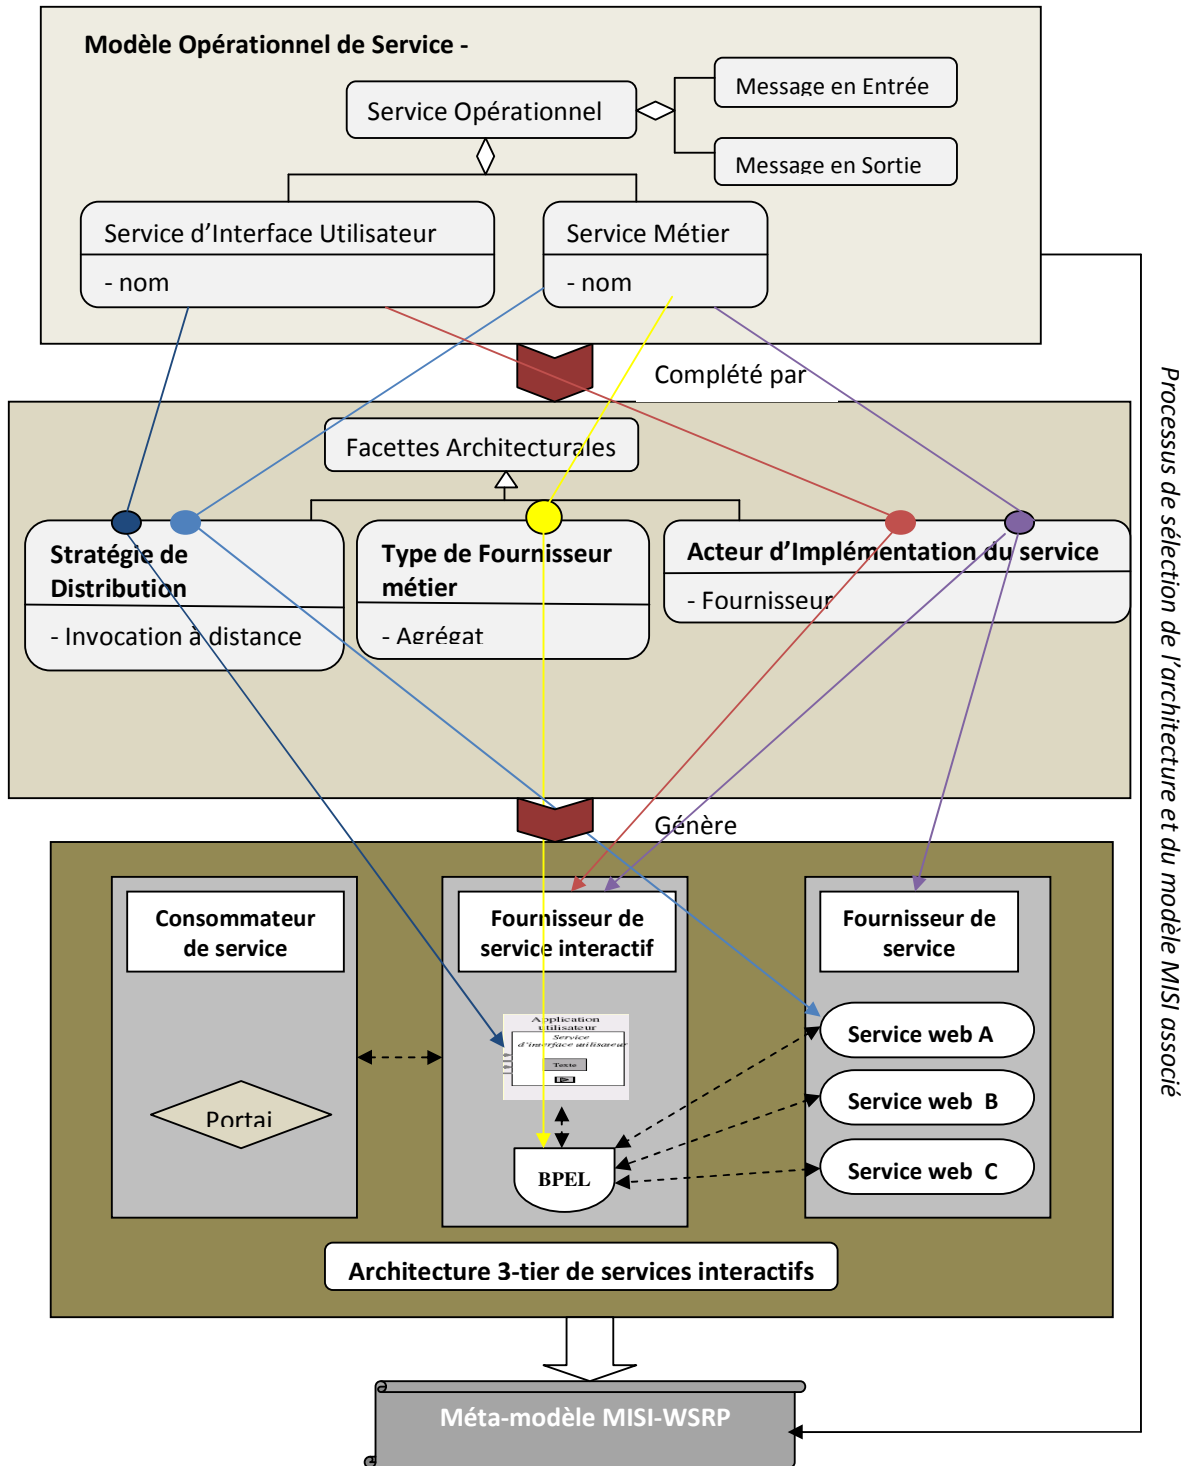 Modèle Opérationnel de Service -
Message en Entrée
Service Opérationnel
Message en Sortie
Service d'Interface Utilisateur
- nom
Service Métier
- nom
Complété par
Facettes Architecturales
Stratégie de
Distribution
- Invocation à distance
Type de Fournisseur
métier
- Agrégat
Acteur d'Implémentation du service
- Fournisseur
Génère
Consommateur
de service
Portai
Fournisseur de
service interactif
Application
utilisateur
Service
d'interface utilisateur
Texte
BPEL
Fournisseur de
service
Service web A
Service web B
Service web C
Architecture 3-tier de services interactifs
Méta-modèle MISI-WSRP
Processus de sélection de l'architecture et du modèle MISI associé